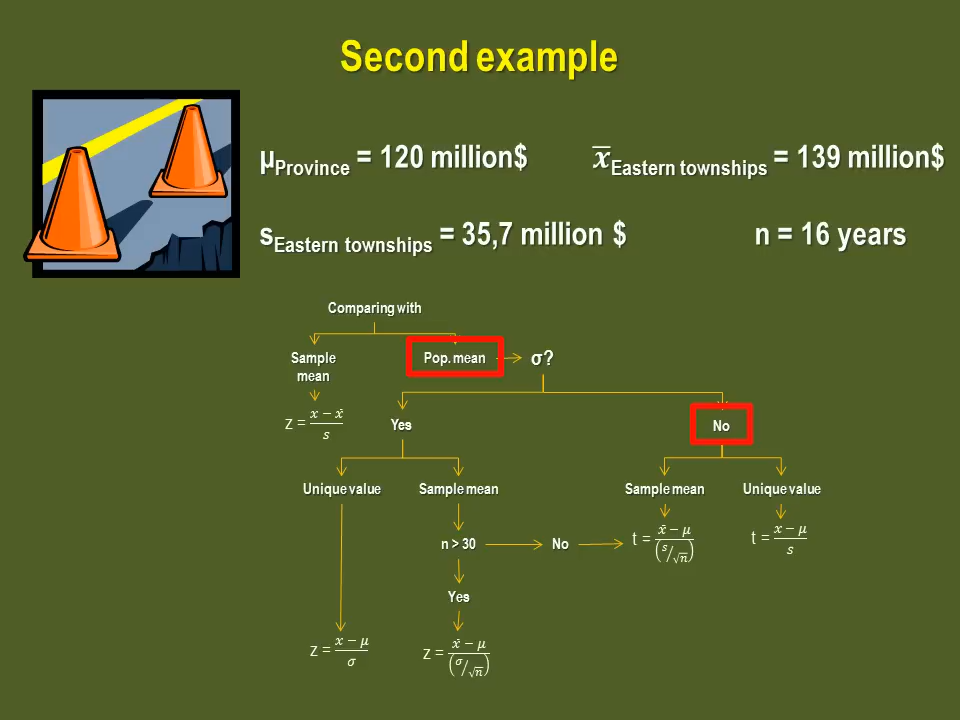 Second example
μProvince = 120 million$
x̅Eastern townships = 139 million$
sEastern townships = 35,7 million $
n = 16 years
Comparing with
Sample
mean
Pop. mean
σ?
z = (x − x̄)/s
Yes
No
Unique value
Sample mean
Sample mean
Unique value
n > 30
No
t = (x̄ − μ)/(s/√n)
t = (x − μ)/s
Yes
z = (x − μ)/σ
z = (x̄ − μ)/(σ/√n)